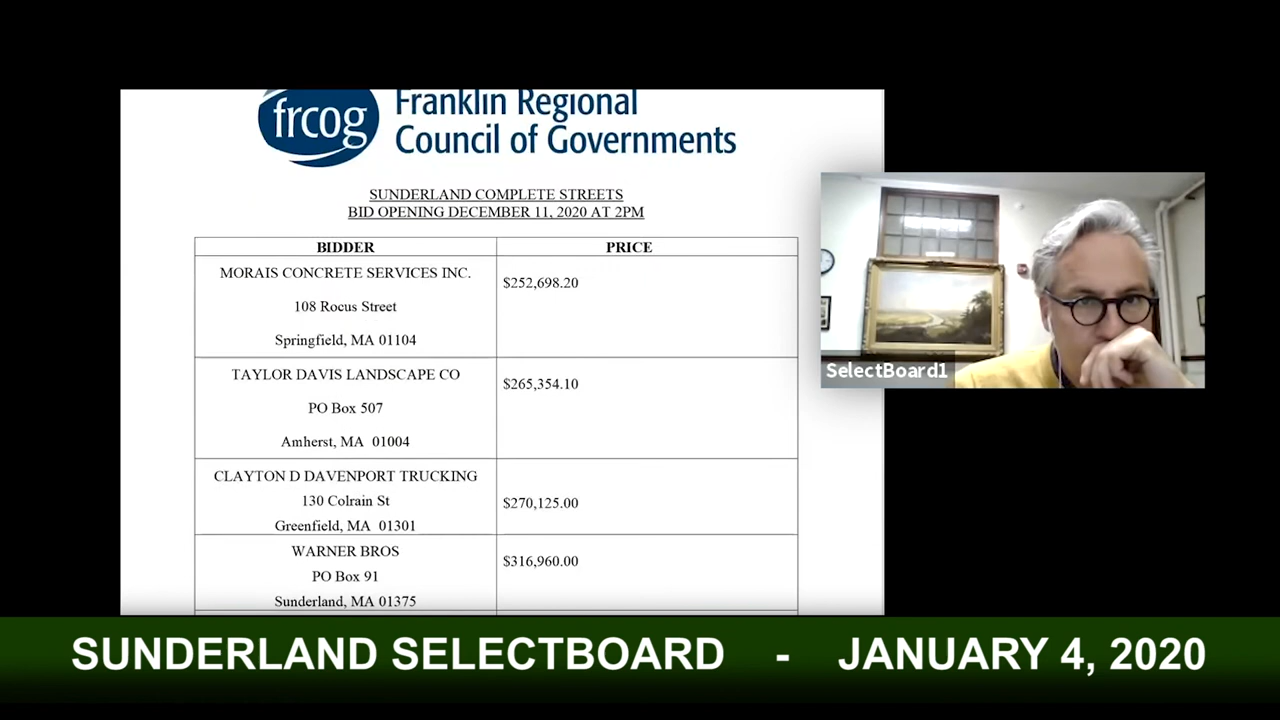 frcog
Franklin Regional
Council of Governments
SUNDERLAND COMPLETE STREETS
BID OPENING DECEMBER 11, 2020 AT 2PM
BIDDER PRICE
MORAIS CONCRETE SERVICES INC.
$252,698.20
108 Rocus Street
Springfield, MA 01104
TAYLOR DAVIS LANDSCAPE CO
$265,354.10
PO Box 507
Amherst, MA 01004
CLAYTON D DAVENPORT TRUCKING
130 Colrain St
$270,125.00
Greenfield, MA 01301
WARNER BROS
$316,960.00
PO Box 91
Sunderland, MA 01375
SelectBoard1
SUNDERLAND SELECTBOARD - JANUARY 4, 2020